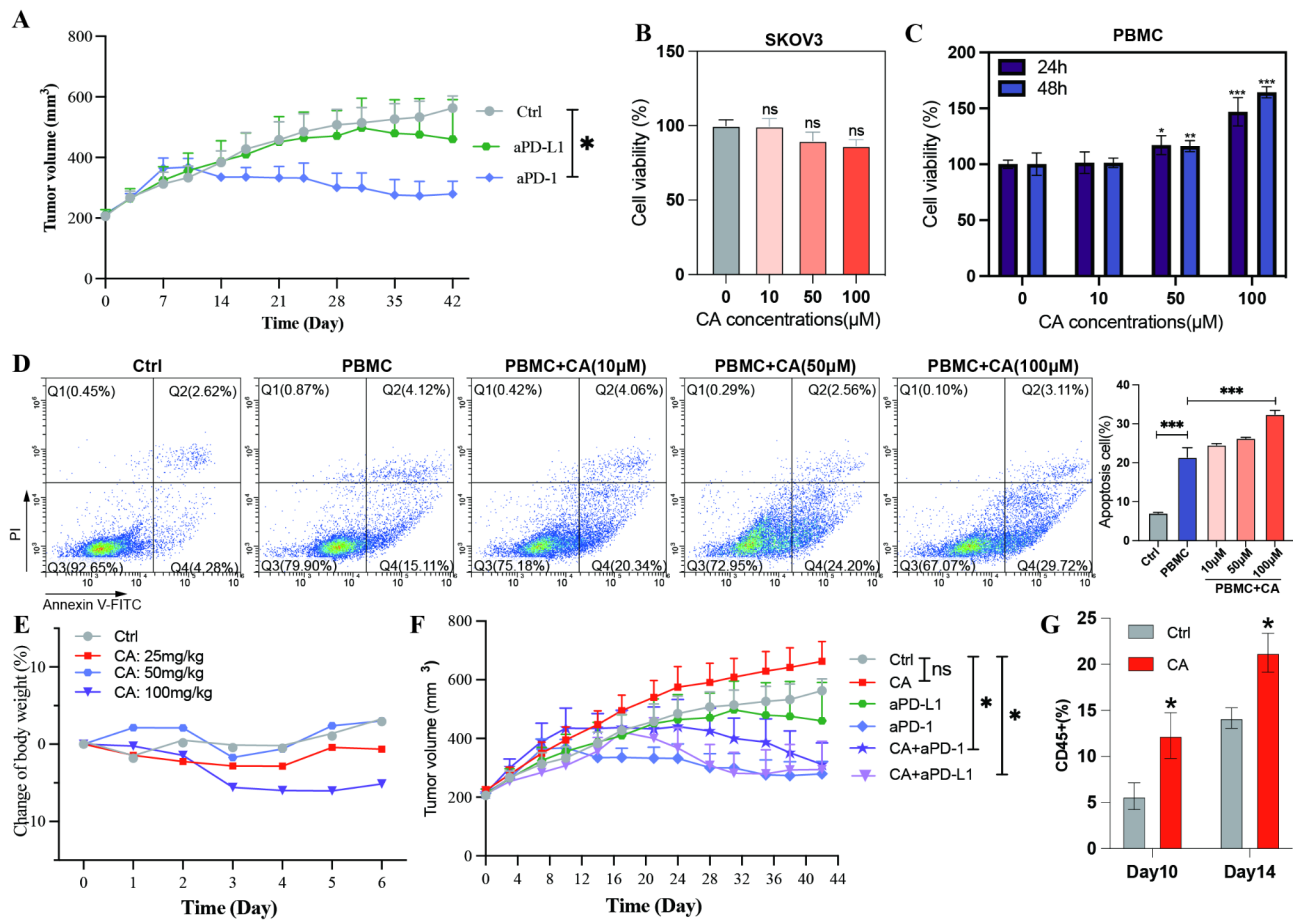 A
Tumor volume (mm3)
800
600
400
200
0
0 7 14 21 28 35 42
Time (Day)
Ctrl
aPD-L1
aPD-1
*
B
SKOV3
Cell viability (%)
150
100
50
0
ns ns ns
0 10 50 100
CA concentrations(μM)
C
PBMC
Cell viability (%)
200
150
100
50
0
24h
48h
* ** *** ***
0 10 50 100
CA concentrations(μM)
D
Ctrl
Q1(0.45%) Q2(2.62%)
Q3(92.65%) Q4(4.28%)
PBMC
Q1(0.87%) Q2(4.12%)
Q3(79.90%) Q4(15.11%)
PBMC+CA(10μM)
Q1(0.42%) Q2(4.06%)
Q3(75.18%) Q4(20.34%)
PBMC+CA(50μM)
Q1(0.29%) Q2(2.56%)
Q3(72.95%) Q4(24.20%)
PBMC+CA(100μM)
Q1(0.10%) Q2(3.11%)
Q3(67.07%) Q4(29.72%)
PI
Annexin V-FITC
Apoptosis cell(%)
40
30
20
10
0
*** ***
Ctrl PBMC 10μM 50μM 100μM
PBMC+CA
E
Change of body weight (%)
10
0
10
Ctrl
CA: 25mg/kg
CA: 50mg/kg
CA: 100mg/kg
0 1 2 3 4 5 6
Time (Day)
F
Tumor volume (mm 3)
800
600
400
200
0
0 4 8 12 16 20 24 28 32 36 40 44
Time (Day)
Ctrl
CA
aPD-L1
aPD-1
CA+aPD-1
CA+aPD-L1
ns
*
*
G
CD45+(%)
25
20
15
10
5
0
Ctrl
CA
* *
Day10 Day14